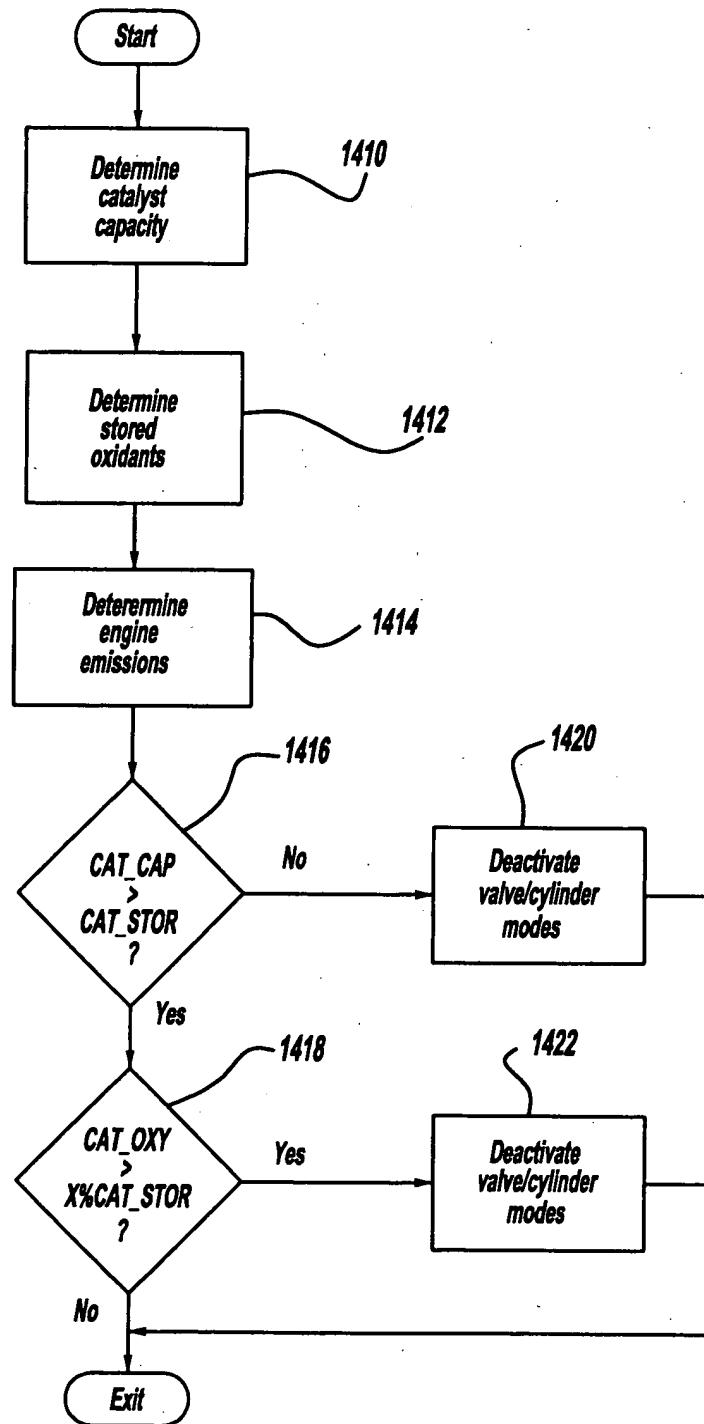 Start
1410
Determine
catalyst
capacity
Determine
stored
oxidants
1412
Deterermine
engine
emissions
1414
1416
CAT_CAP
>
CAT_STOR
?
No
1420
Deactivate
valve/cylinder
modes
Yes
1418
CAT_OXY
>
X%CAT_STOR
?
Yes
1422
Deactivate
valve/cylinder
modes
No
Exit